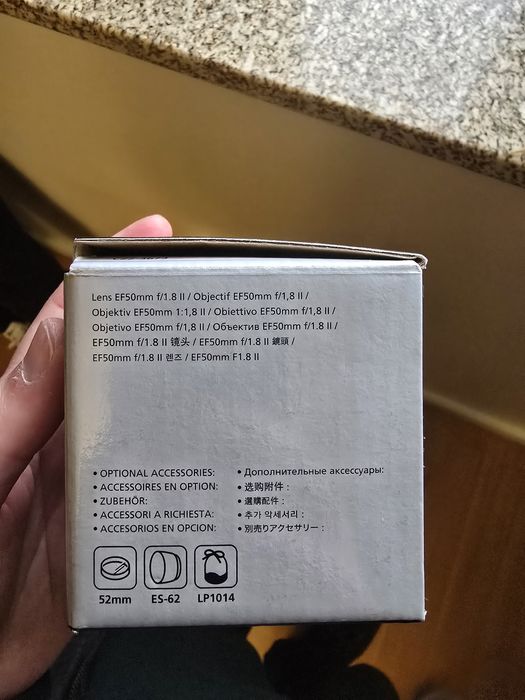 Lens EF50mm f/1.8 II / Objectif EF50mm f/1,8 II /
Objektiv EF50mm 1:1,8 II / Obiettivo EF50mm f/1,8 II /
Objetivo EF50mm f/1,8 II / Объектив EF50mm f/1.8 II /
EF50mm f/1.8 II 镜头 / EF50mm f/1.8 II 鏡頭 /
EF50mm f/1.8 II 렌즈 / EF50mm F1.8 II
• OPTIONAL ACCESSORIES:
• ACCESSOIRES EN OPTION:
• ZUBEHÖR:
• ACCESSORI A RICHIESTA:
• ACCESORIOS EN OPCION:
• Дополнительные аксессуары:
• 选购附件：
• 選購配件：
• 추가 악세서리 :
• 別売りアクセサリー：
52mm ES-62 LP1014